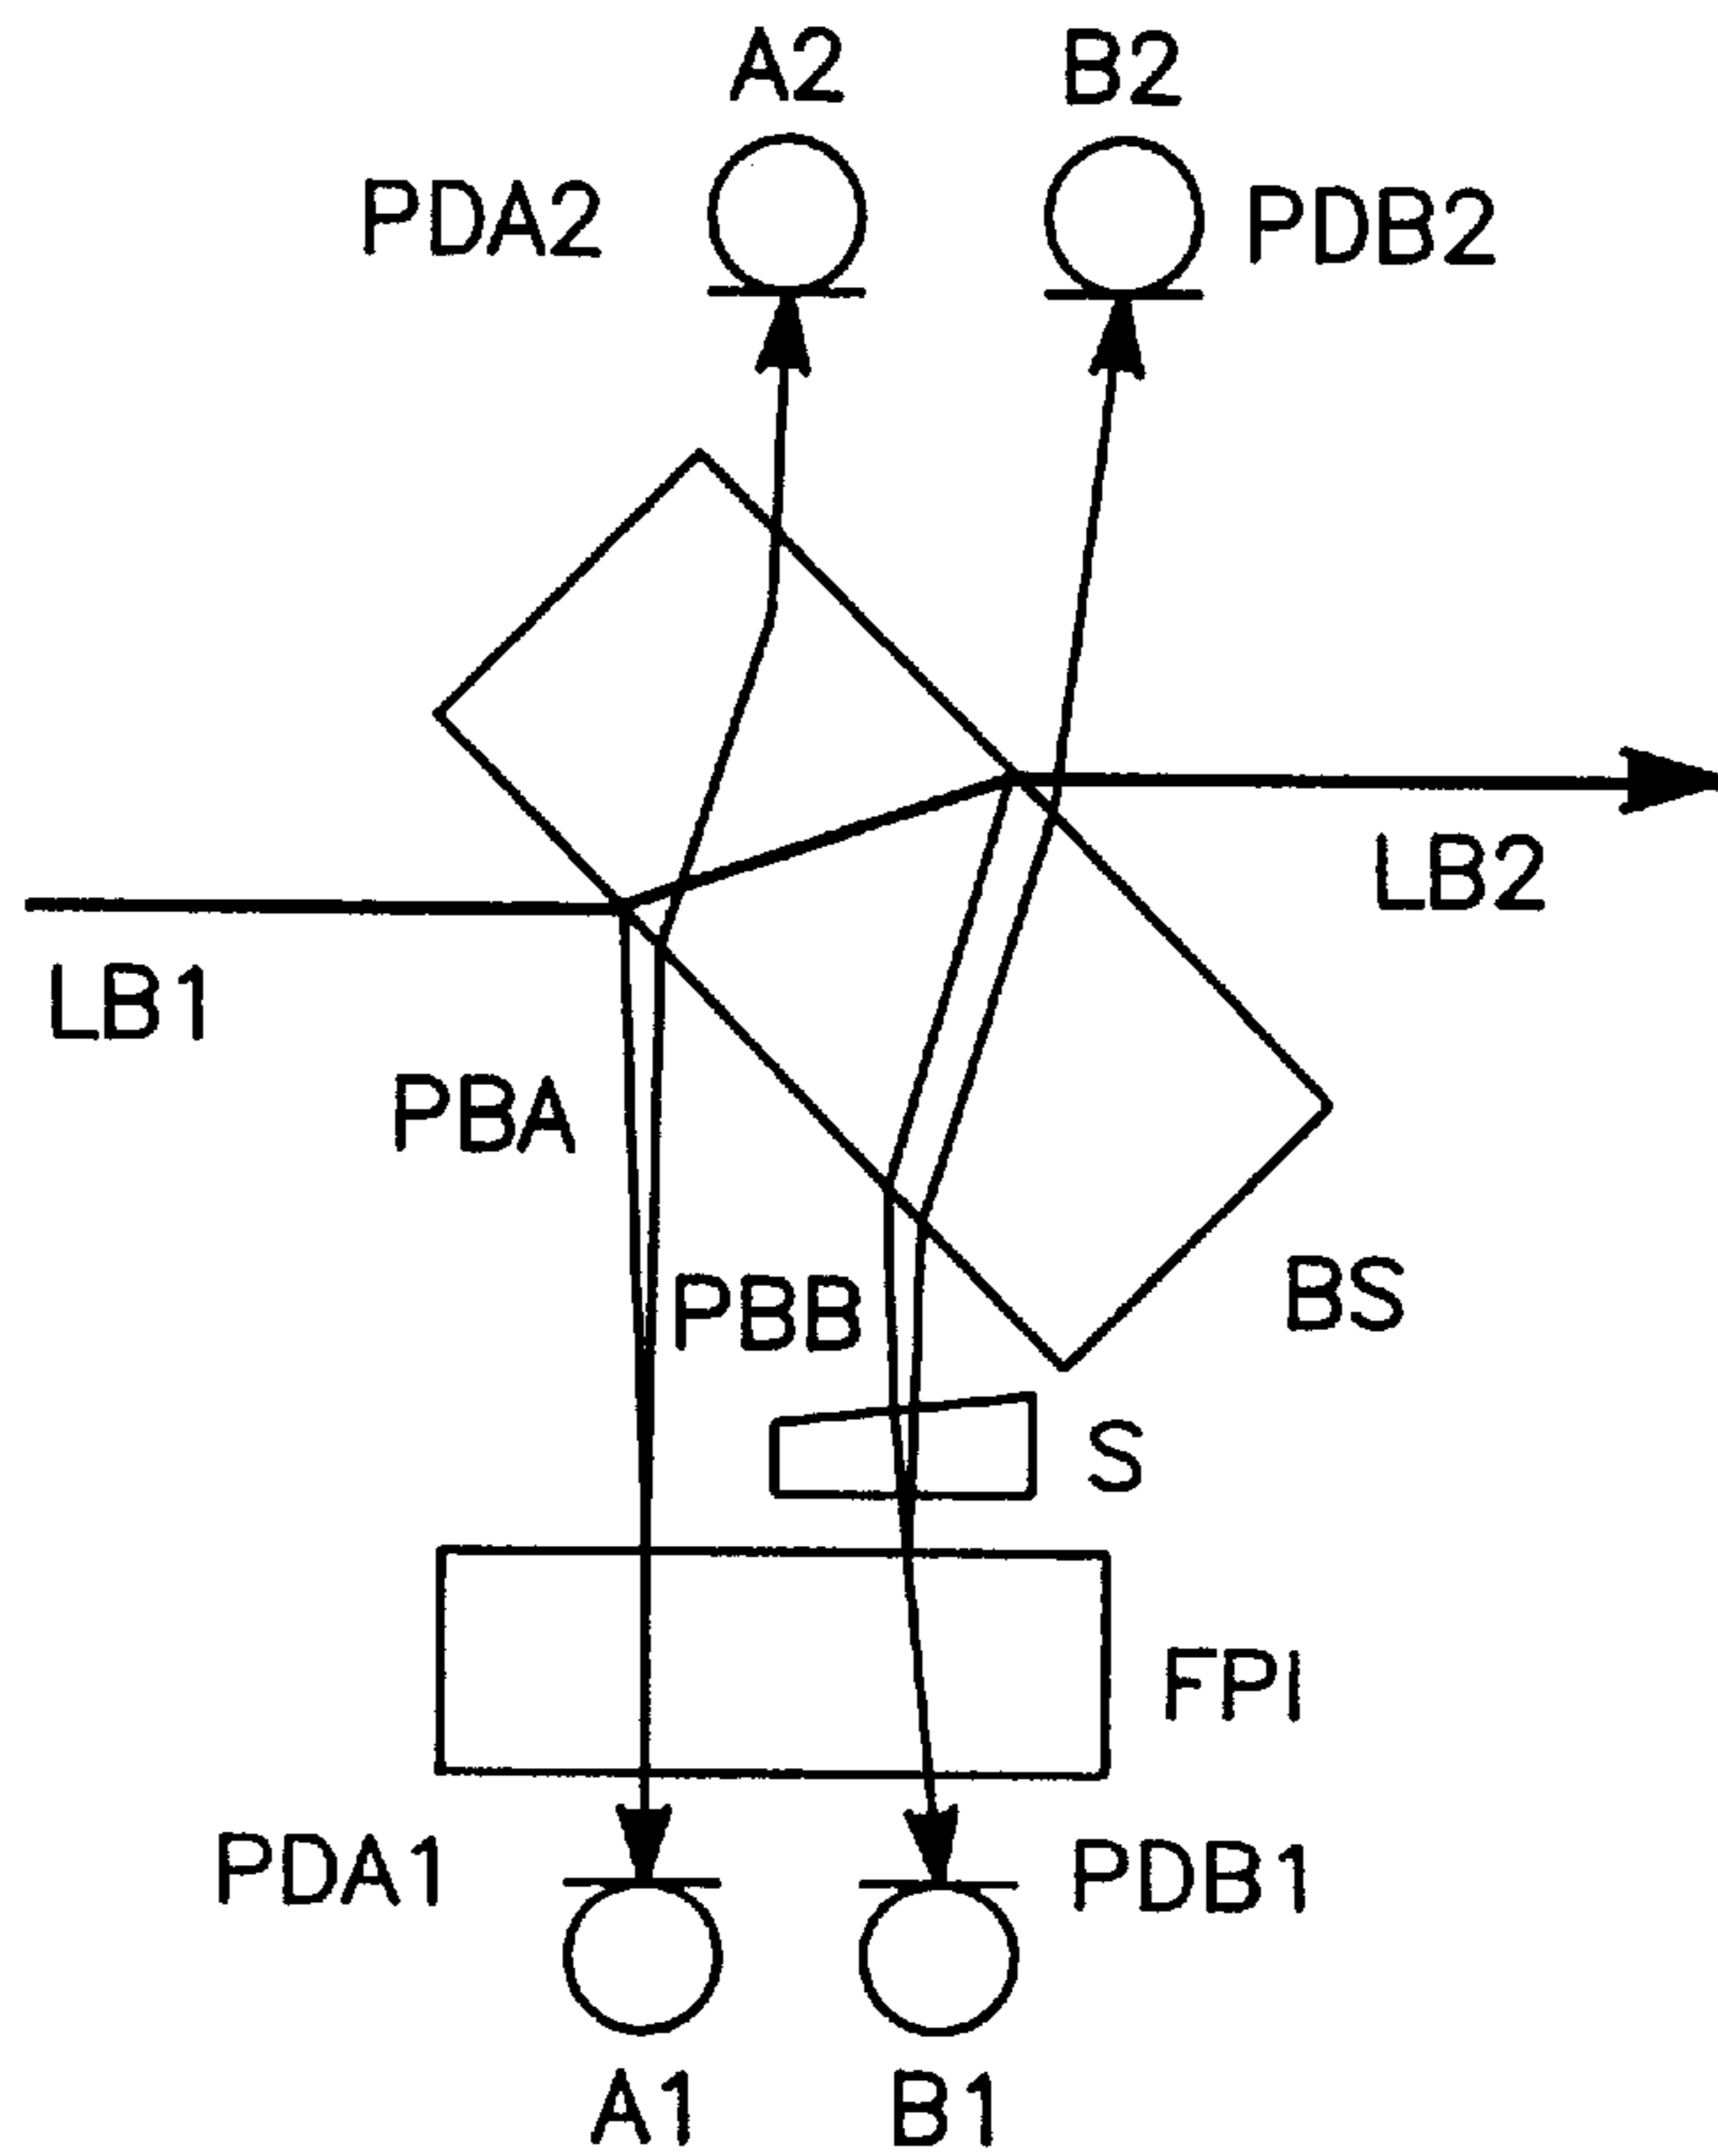 A2 B2
PDA2 PDB2
LB2
LB1
PBA
PBB BS
S
FPI
PDA1 PDB1
A1 B1